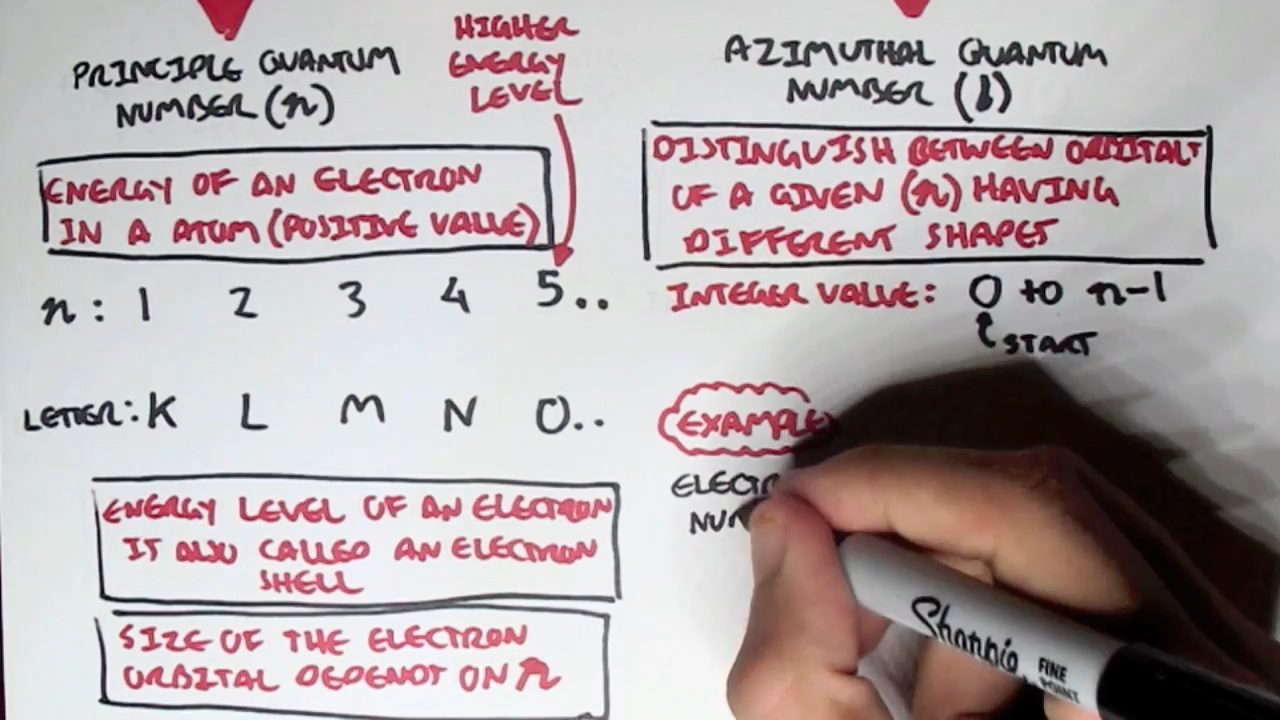 PRINCIPLE QUANTUM
NUMBER (n)
HIGHER
ENERGY
LEVEL
ENERGY OF AN ELECTRON
IN A ATOM (POSITIVE VALUE)
n: 1 2 3 4 5..
LETTER: K L M N O..
ENERGY LEVEL OF AN ELECTRON
IS ALSO CALLED AN ELECTRON
SHELL
SIZE OF THE ELECTRON
ORBITAL DEPENDS ON n
AZIMUTHAL QUANTUM
NUMBER (l)
DISTINGUISH BETWEEN ORBITALS
OF A GIVEN (n) HAVING
DIFFERENT SHAPES
INTEGER VALUE: 0 to n-1
START
EXAMPLE
Sharpie
FINE
POINT